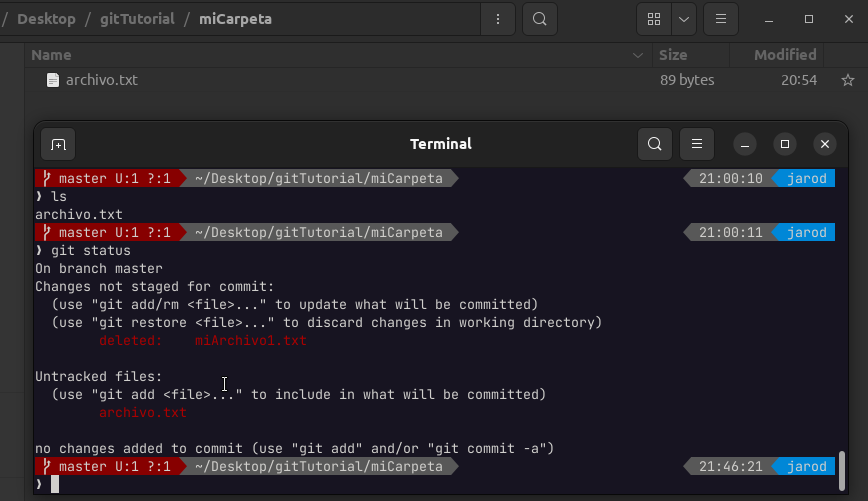 / Desktop / gitTutorial / miCarpeta
Name Size Modified
archivo.txt 89 bytes 20:54
Terminal
master U:1 ?:1 ~/Desktop/gitTutorial/miCarpeta 21:00:10 jarod
❯ ls
archivo.txt
master U:1 ?:1 ~/Desktop/gitTutorial/miCarpeta 21:00:11 jarod
❯ git status
On branch master
Changes not staged for commit:
(use "git add/rm <file>..." to update what will be committed)
(use "git restore <file>..." to discard changes in working directory)
deleted: miArchivo1.txt
Untracked files:
(use "git add <file>..." to include in what will be committed)
archivo.txt
no changes added to commit (use "git add" and/or "git commit -a")
master U:1 ?:1 ~/Desktop/gitTutorial/miCarpeta 21:46:21 jarod
❯